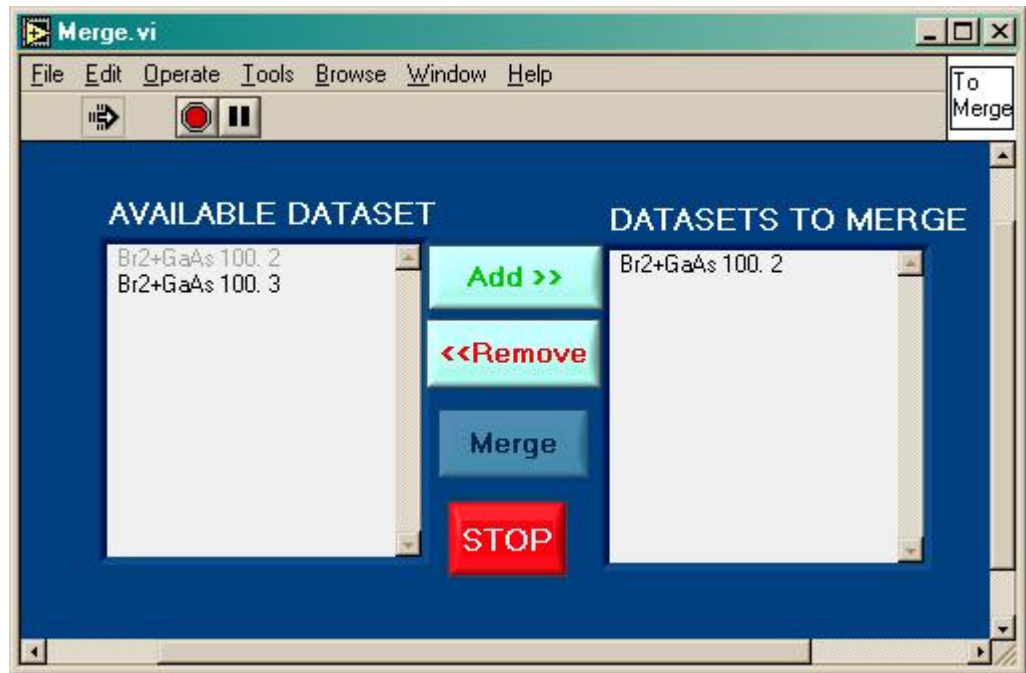 Merge.vi
File Edit Operate Tools Browse Window Help
To
Merge
AVAILABLE DATASET
DATASETS TO MERGE
Br2+GaAs 100. 2
Br2+GaAs 100. 3
Add >>
<<Remove
Merge
STOP
Br2+GaAs 100. 2